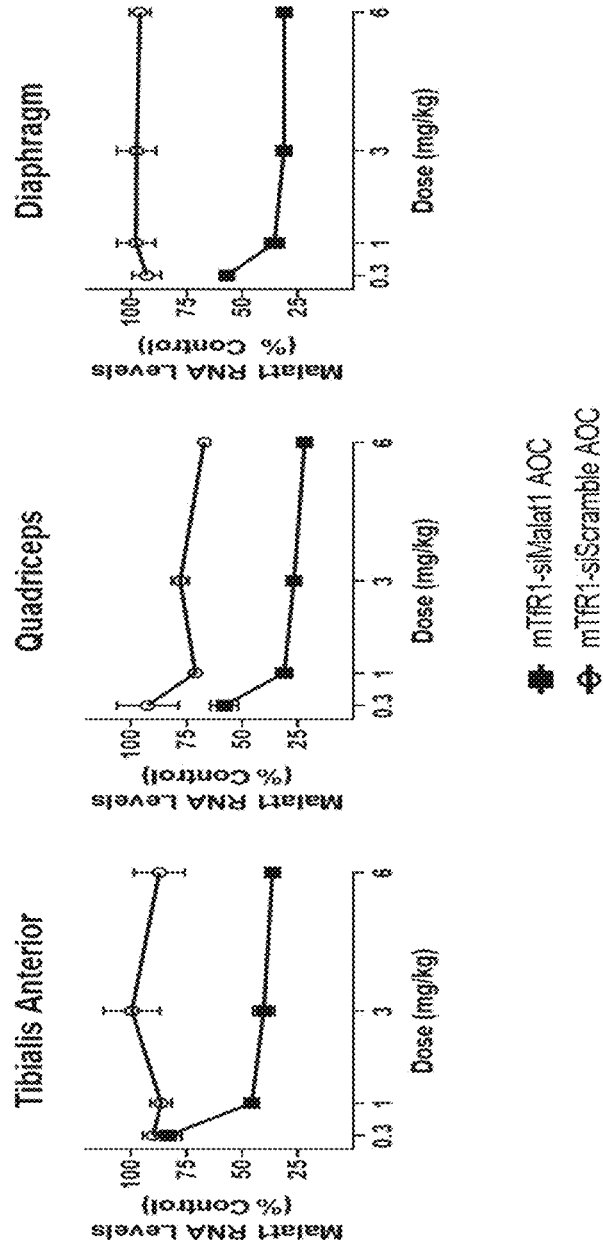 Tibialis Anterior
Malat1 RNA Levels
(% Control)
100
75
50
25
0.3 1 3 6
Dose (mg/kg)
Quadriceps
Malat1 RNA Levels
(% Control)
100
75
50
25
0.3 1 3 6
Dose (mg/kg)
Diaphragm
Malat1 RNA Levels
(% Control)
100
75
50
25
0.3 1 3 6
Dose (mg/kg)
mTfR1-siMalat1 AOC
mTfR1-siScramble AOC